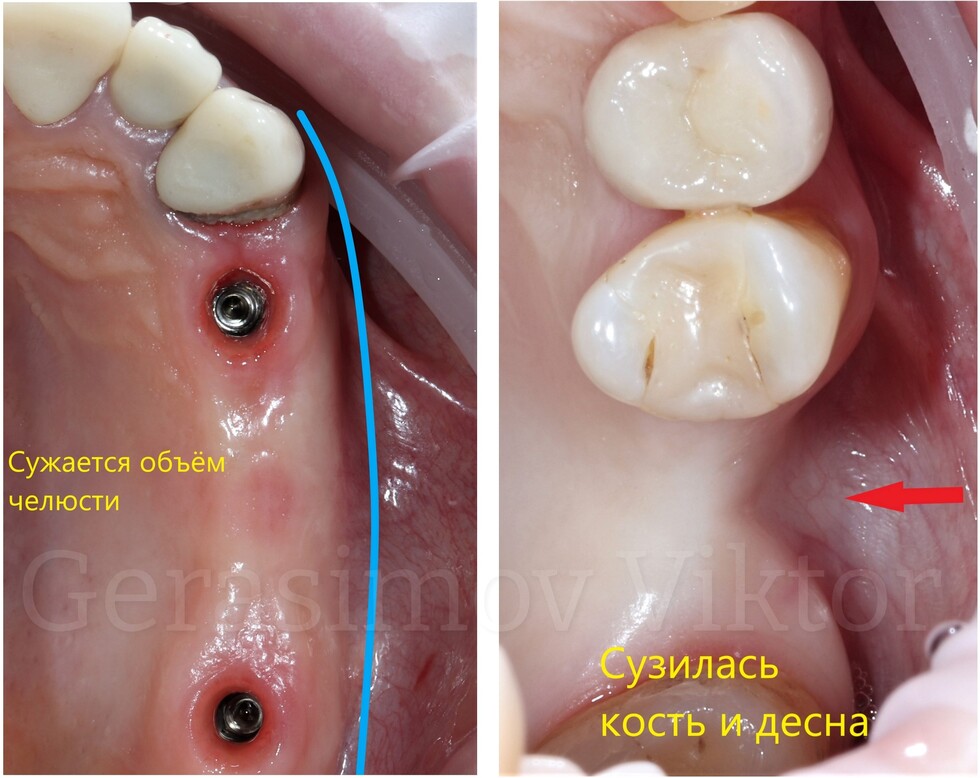 Сужается объём
челюсти
Gerasimov Viktor
Сузилась
кость и десна